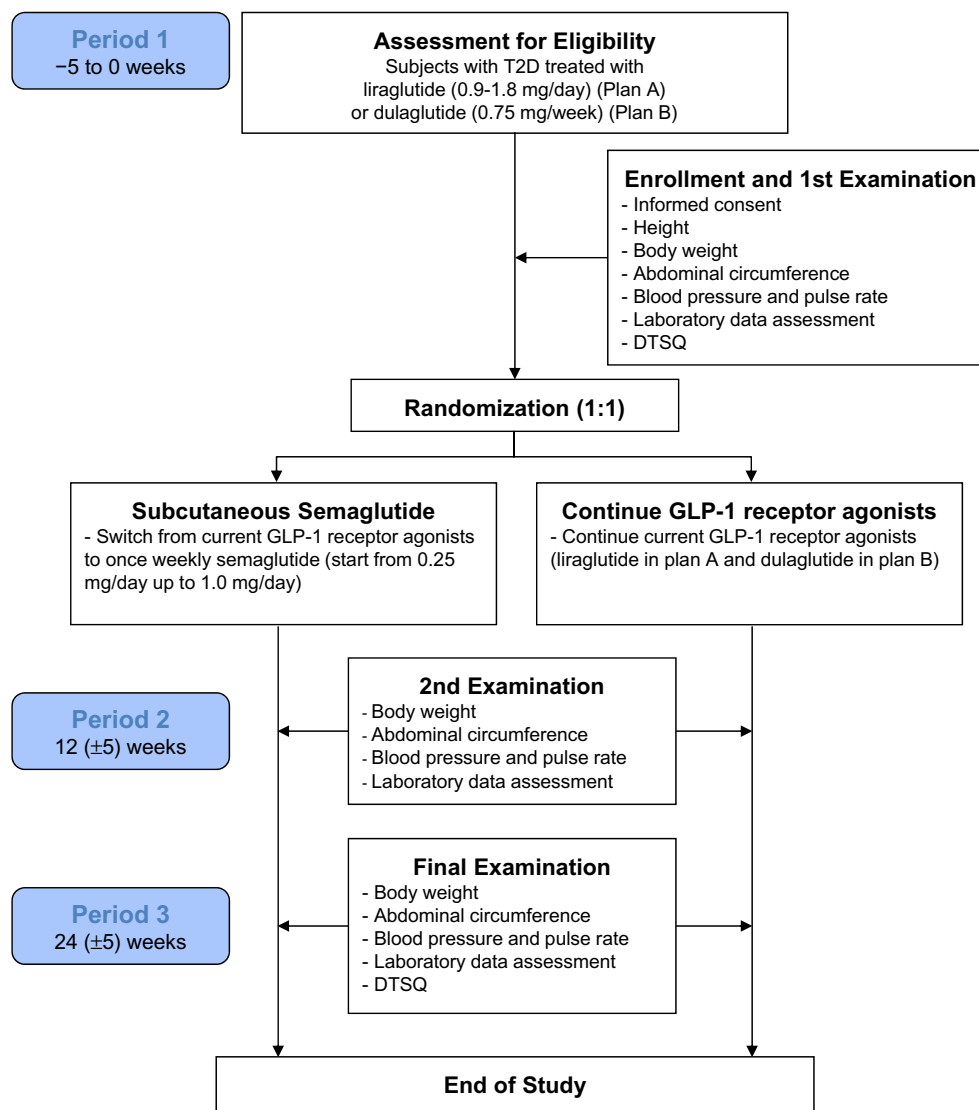 Period 1
−5 to 0 weeks
Assessment for Eligibility
Subjects with T2D treated with
liraglutide (0.9-1.8 mg/day) (Plan A)
or dulaglutide (0.75 mg/week) (Plan B)
Enrollment and 1st Examination
- Informed consent
- Height
- Body weight
- Abdominal circumference
- Blood pressure and pulse rate
- Laboratory data assessment
- DTSQ
Randomization (1:1)
Subcutaneous Semaglutide
- Switch from current GLP-1 receptor agonists
to once weekly semaglutide (start from 0.25
mg/day up to 1.0 mg/day)
Continue GLP-1 receptor agonists
- Continue current GLP-1 receptor agonists
(liraglutide in plan A and dulaglutide in plan B)
Period 2
12 (±5) weeks
2nd Examination
- Body weight
- Abdominal circumference
- Blood pressure and pulse rate
- Laboratory data assessment
Period 3
24 (±5) weeks
Final Examination
- Body weight
- Abdominal circumference
- Blood pressure and pulse rate
- Laboratory data assessment
- DTSQ
End of Study